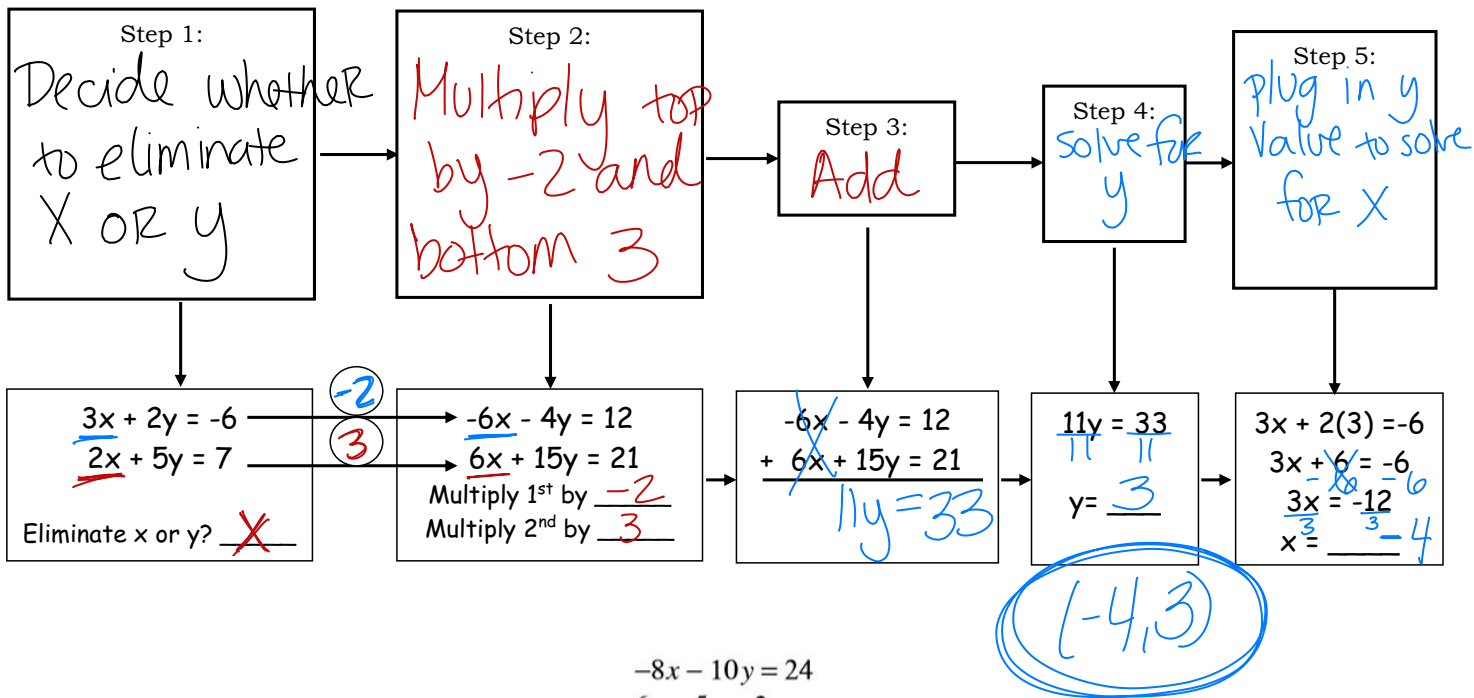 Step 1:
Decide whether
to eliminate
X OR y
Step 2:
Multiply top
by -2 and
bottom 3
Step 3:
Add
Step 4:
solve for
y
Step 5:
plug in y
value to solve
for X
3x + 2y = -6
2x + 5y = 7
Eliminate x or y? X
-2
3
-6x - 4y = 12
6x + 15y = 21
Multiply 1st by -2
Multiply 2nd by 3
-6x - 4y = 12
+ 6x + 15y = 21
11y = 33
11y = 33
11 11
y= 3
3x + 2(3) =-6
3x + 6 = -6
- 6 - 6
3x = -12
3 3
x = -4
(-4,3)
-8x - 10y = 24